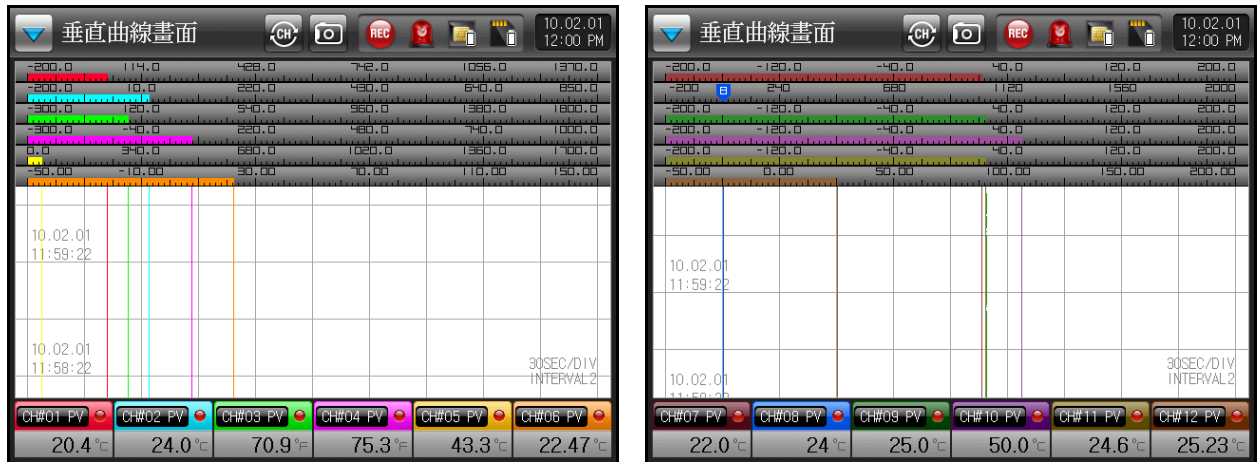 垂直曲線畫面
CH
REC
10.02.01
12:00 PM
-200.0 114.0 428.0 742.0 1056.0 1370.0
-200.0 10.0 220.0 430.0 640.0 850.0
-300.0 120.0 540.0 960.0 1380.0 1800.0
-300.0 -40.0 220.0 480.0 740.0 1000.0
0.0 340.0 680.0 1020.0 1360.0 1700.0
-50.00 -10.00 30.00 70.00 110.00 150.00
10.02.01
11:59:22
10.02.01
11:58:22
30SEC/DIV
INTERVAL2
CH#01 PV CH#02 PV CH#03 PV CH#04 PV CH#05 PV CH#06 PV
20.4℃ 24.0℃ 70.9℉ 75.3℉ 43.3℃ 22.47℃
垂直曲線畫面
CH
REC
10.02.01
12:00 PM
-200.0 -120.0 -40.0 40.0 120.0 200.0
-200 8 240 680 1120 1560 2000
-200.0 -120.0 -40.0 40.0 120.0 200.0
-200.0 -120.0 -40.0 40.0 120.0 200.0
-200.0 -120.0 -40.0 40.0 120.0 200.0
-50.00 0.00 50.00 100.00 150.00 200.00
10.02.01
11:59:22
10.02.01
30SEC/DIV
INTERVAL2
CH#07 PV CH#08 PV CH#09 PV CH#10 PV CH#11 PV CH#12 PV
22.0℃ 24℃ 25.0℃ 50.0℃ 24.6℃ 25.23℃